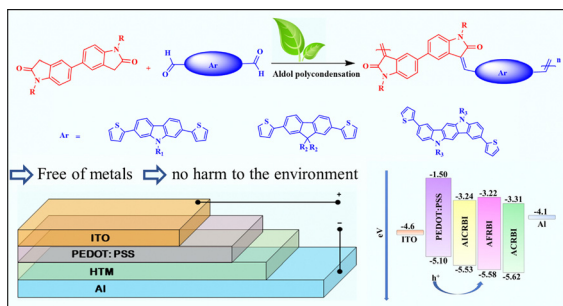 R
N
O
O
N
R
+
O
H
Ar
O
H
Aldol polycondensation
R
N
O
O
N
R
Ar
n
Ar =
S
N
R1
S
S
R2 R2
S
S
R3
N
N
R3
S
Free of metals no harm to the environment
+
−
ITO
PEDOT: PSS
HTM
Al
eV
-1.50
-3.24
-3.22
-3.31
-4.1
Al
-4.6
ITO
PEDOT:PSS
AICRBI
AFRBI
ACRBI
-5.10
-5.53
-5.58
-5.62
h+